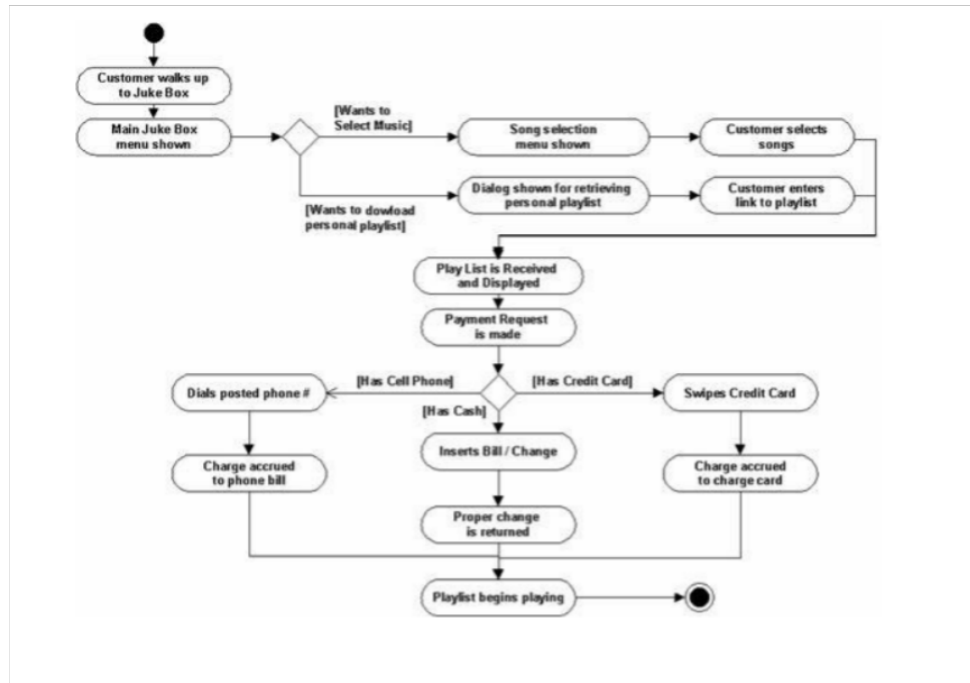 Customer walks up
to Juke Box
Main Juke Box
menu shown
[Wants to
Select Music]
Song selection
menu shown
Customer selects
songs
[Wants to dowload
personal playlist]
Dialog shown for retrieving
personal playlist
Customer enters
link to playlist
Play List is Received
and Displayed
Payment Request
is made
[Has Cell Phone]
[Has Credit Card]
[Has Cash]
Dials posted phone #
Swipes Credit Card
Inserts Bill / Change
Charge accrued
to phone bill
Charge accrued
to charge card
Proper change
is returned
Playlist begins playing